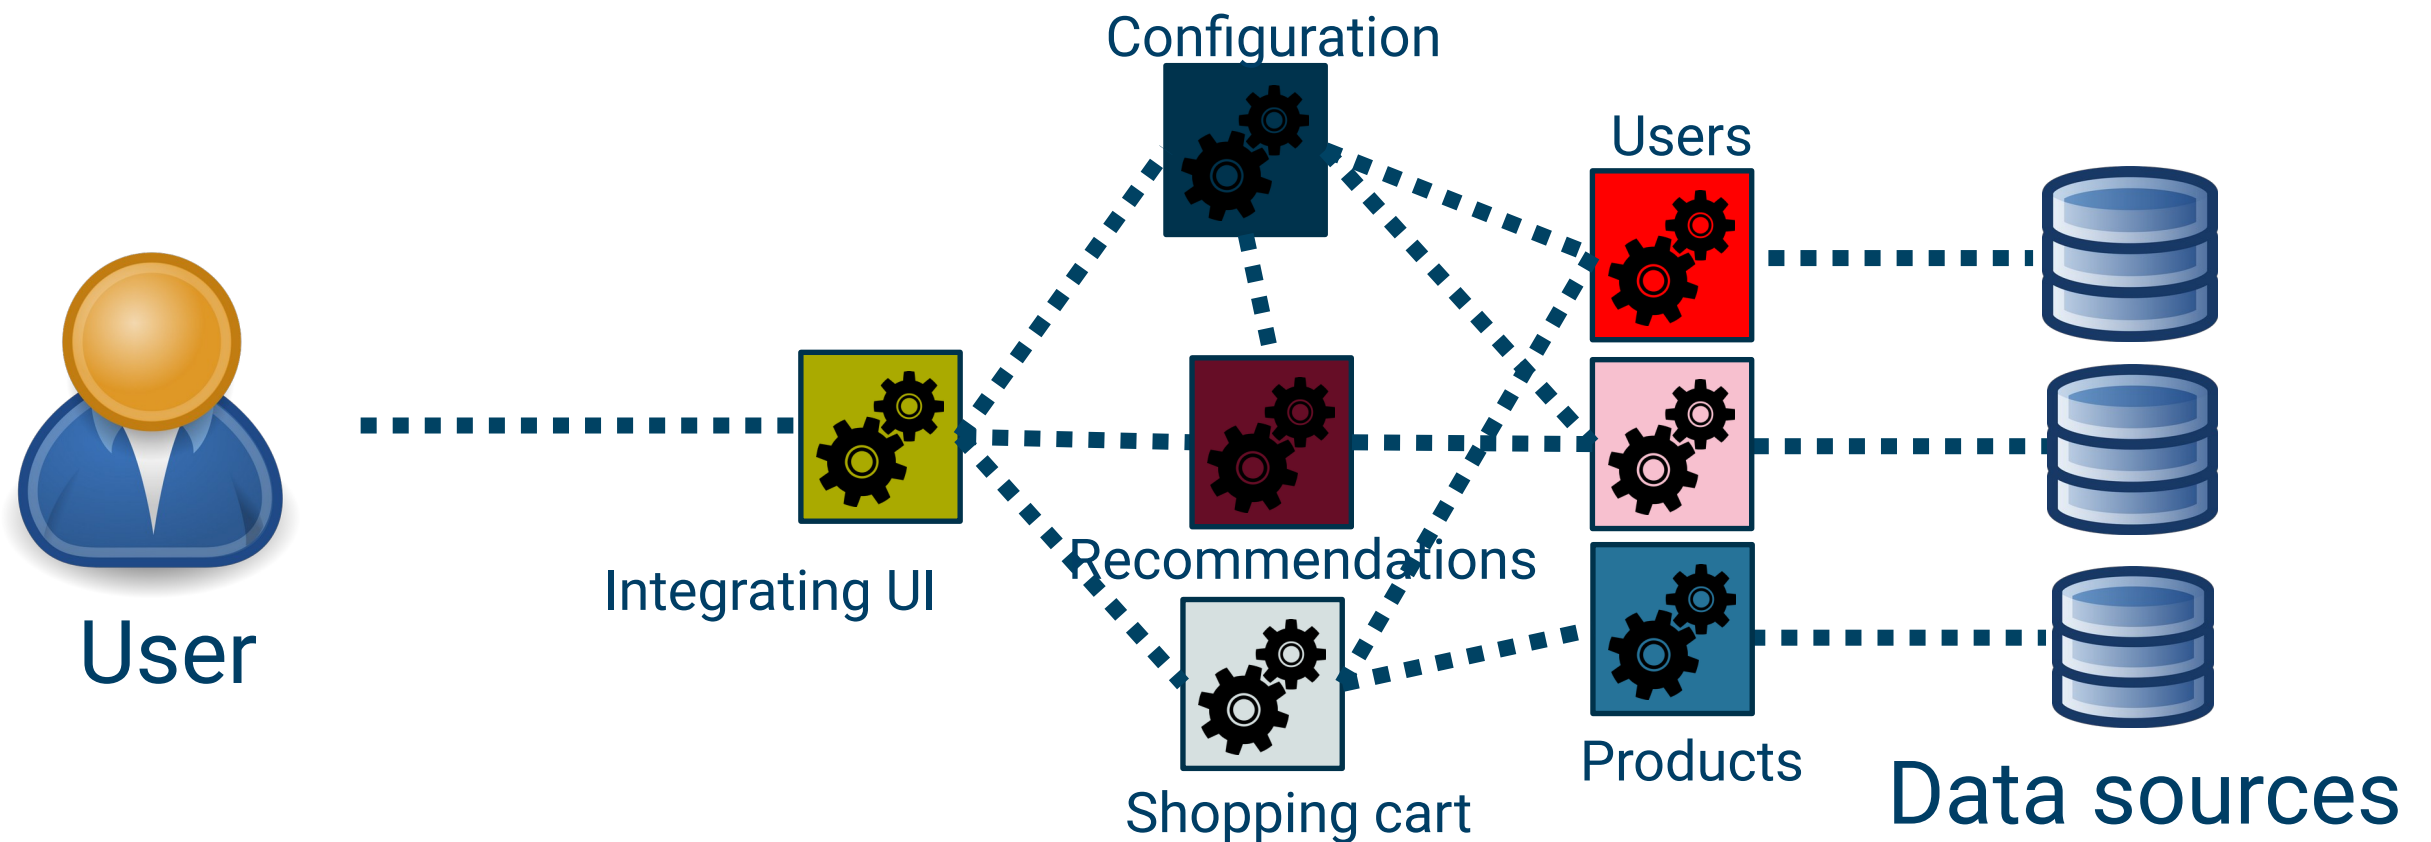 Configuration
Users
Recommendations
Integrating UI
User
Products
Shopping cart
Data sources